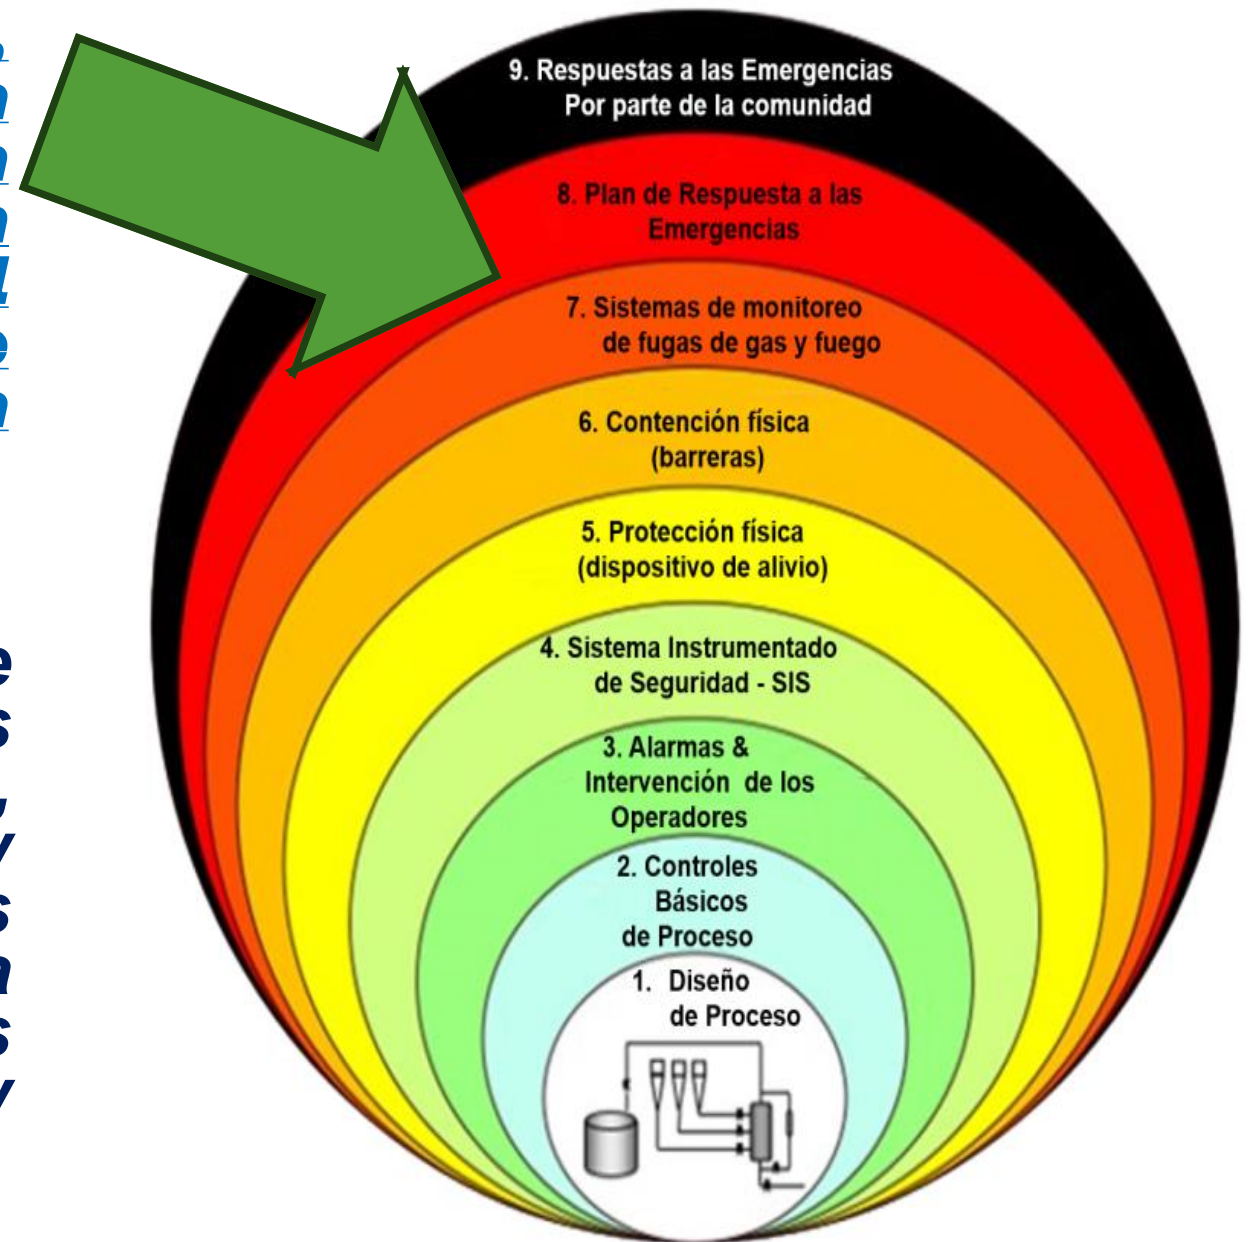 9. Respuestas a las Emergencias
Por parte de la comunidad
8. Plan de Respuesta a las
Emergencias
7. Sistemas de monitoreo
de fugas de gas y fuego
6. Contención física
(barreras)
5. Protección física
(dispositivo de alivio)
4. Sistema Instrumentado
de Seguridad - SIS
3. Alarmas &
Intervención de los
Operadores
2. Controles
Básicos
de Proceso
1. Diseño
de Proceso